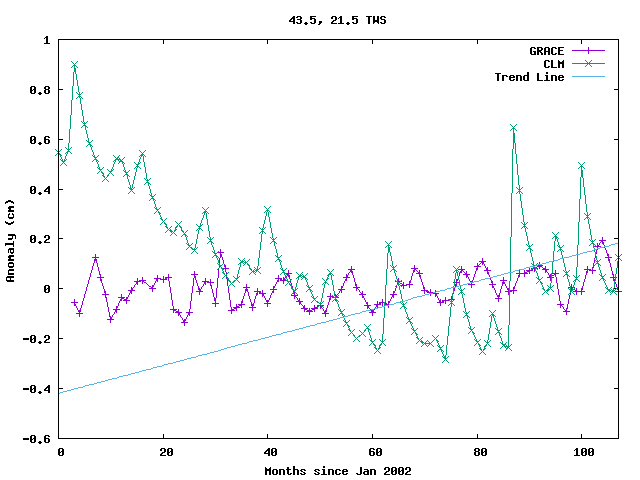 43.5, 21.5 TWS
GRACE
CLM
Trend Line
1
0.8
0.6
0.4
0.2
0
-0.2
-0.4
-0.6
Anomaly (cm)
0 20 40 60 80 100
Months since Jan 2002